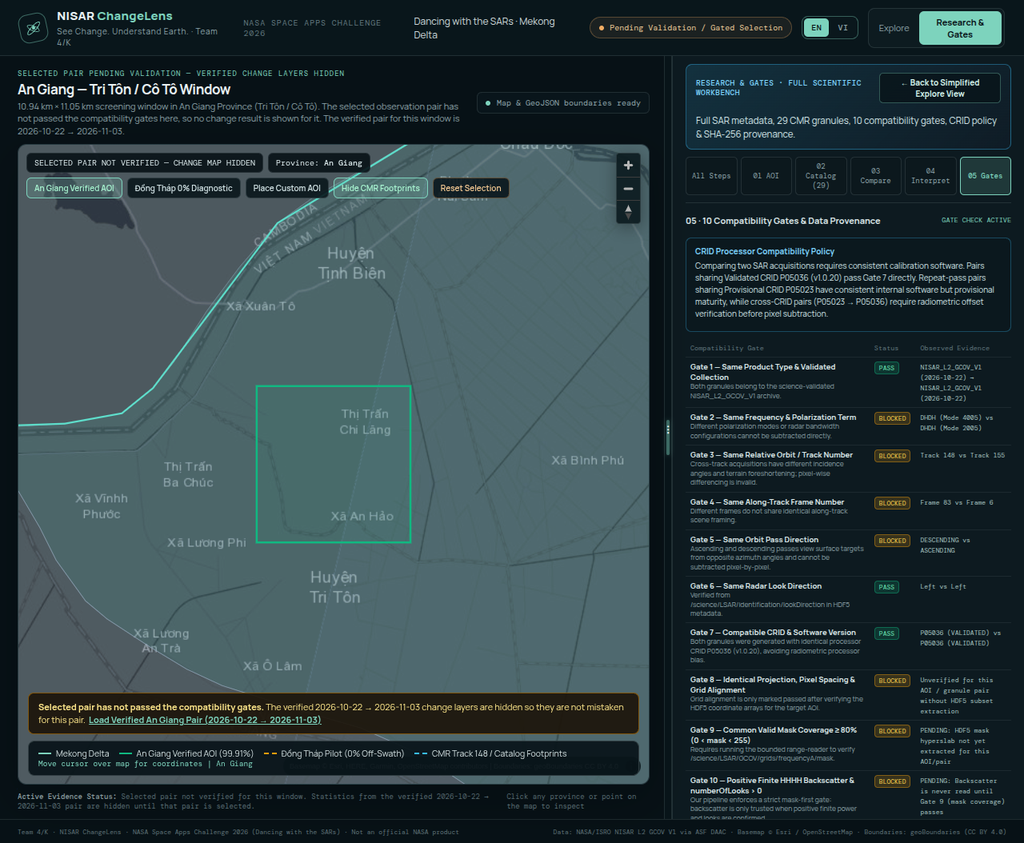 NISAR ChangeLens
See Change. Understand Earth. · Team
4/K
NASA SPACE APPS CHALLENGE
2026
Dancing with the SARs · Mekong
Delta
Pending Validation / Gated Selection
EN VI
Explore
Research &
Gates
SELECTED PAIR PENDING VALIDATION — VERIFIED CHANGE LAYERS HIDDEN
An Giang — Tri Tôn / Cô Tô Window
10.94 km × 11.05 km screening window in An Giang Province (Tri Tôn / Cô Tô). The selected observation pair has
not passed the compatibility gates here, so no change result is shown for it. The verified pair for this window is
2026-10-22 → 2026-11-03.
Map & GeoJSON boundaries ready
SELECTED PAIR NOT VERIFIED — CHANGE MAP HIDDEN
Province: An Giang
An Giang Verified AOI
Đồng Tháp 0% Diagnostic
Place Custom AOI
Hide CMR Footprints
Reset Selection
+
−
CAMBODIA
VIỆT NAM VIETNAM
Huyện
Tịnh Biên
Xã Xuân Tô
Thị Trấn
Chi Lăng
Xã Bình Phú
Thị Trấn
Ba Chúc
Xã Vĩnh
Phước
Xã An Hảo
Xã Lương Phi
Huyện
Tri Tôn
Xã Lương
An Trà
Xã Ô Lâm
Selected pair has not passed the compatibility gates. The verified 2026-10-22 → 2026-11-03 change layers are hidden so they are not mistaken
for this pair. Load Verified An Giang Pair (2026-10-22 → 2026-11-03)
Mekong Delta
An Giang Verified AOI (99.91%)
Đồng Tháp Pilot (0% Off-Swath)
CMR Track 148 / Catalog Footprints
Move cursor over map for coordinates | An Giang
Active Evidence Status: Selected pair not verified for this window. Statistics from the verified 2026-10-22 →
2026-11-03 pair are hidden until that pair is selected.
Click any province or point on
the map to inspect
RESEARCH & GATES · FULL SCIENTIFIC
WORKBENCH
← Back to Simplified
Explore View
Full SAR metadata, 29 CMR granules, 10 compatibility gates, CRID policy
& SHA-256 provenance.
All Steps
01 AOI
02
Catalog
(29)
03
Compare
04
Interpret
05 Gates
05 · 10 Compatibility Gates & Data Provenance
GATE CHECK ACTIVE
CRID Processor Compatibility Policy
Comparing two SAR acquisitions requires consistent calibration software. Pairs
sharing Validated CRID P05036 (v1.0.20) pass Gate 7 directly. Repeat-pass pairs
sharing Provisional CRID P05023 have consistent internal software but provisional
maturity, while cross-CRID pairs (P05023 → P05036) require radiometric offset
verification before pixel subtraction.
Compatibility Gate Status Observed Evidence
Gate 1 — Same Product Type & Validated
Collection
Both granules belong to the science-validated
NISAR_L2_GCOV_V1 archive.
PASS
NISAR_L2_GCOV_V1
(2026-10-22) →
NISAR_L2_GCOV_V1
(2026-10-22)
Gate 2 — Same Frequency & Polarization Term
Different polarization modes or radar bandwidth
configurations cannot be subtracted directly.
BLOCKED
DHDH (Mode 4005) vs
DHDH (Mode 2005)
Gate 3 — Same Relative Orbit / Track Number
Cross-track acquisitions have different incidence
angles and terrain foreshortening; pixel-wise
differencing is invalid.
BLOCKED
Track 148 vs Track 155
Gate 4 — Same Along-Track Frame Number
Different frames do not share identical along-track
scene framing.
BLOCKED
Frame 83 vs Frame 6
Gate 5 — Same Orbit Pass Direction
Ascending and descending passes view surface targets
from opposite azimuth angles and cannot be
subtracted pixel-by-pixel.
BLOCKED
DESCENDING vs
ASCENDING
Gate 6 — Same Radar Look Direction
Verified from
/science/LSAR/identification/lookDirection in HDF5
metadata.
PASS
Left vs Left
Gate 7 — Compatible CRID & Software Version
Both granules were generated with identical processor
CRID P05036 (v1.0.20), avoiding radiometric processor
bias.
PASS
P05036 (VALIDATED) vs
P05036 (VALIDATED)
Gate 8 — Identical Projection, Pixel Spacing &
Grid Alignment
Grid alignment is only marked passed after verifying the
HDF5 coordinate arrays for the target AOI.
BLOCKED
Unverified for this
AOI / granule pair
without HDF5 subset
extraction
Gate 9 — Common Valid Mask Coverage ≥ 80%
(0 < mask < 255)
Requires running the bounded range-reader to verify
/science/LSAR/GCOV/grids/frequencyA/mask.
BLOCKED
PENDING: HDF5 mask
hyperslab not yet
extracted for this
AOI/pair
Gate 10 — Positive Finite HHHH Backscatter &
numberOfLooks > 0
Our pipeline enforces a strict mask-first gate:
backscatter is only trusted when positive finite power
and looks are confirmed.
BLOCKED
PENDING: Backscatter
is never read until
Gate 9 (mask coverage)
passes
Team 4/K · NISAR ChangeLens · NASA Space Apps Challenge 2026 (Dancing with the SARs) · Not an official NASA product
Data: NASA/ISRO NISAR L2 GCOV V1 via ASF DAAC · Basemap © Esri / OpenStreetMap · Boundaries: geoBoundaries (CC BY 4.0)